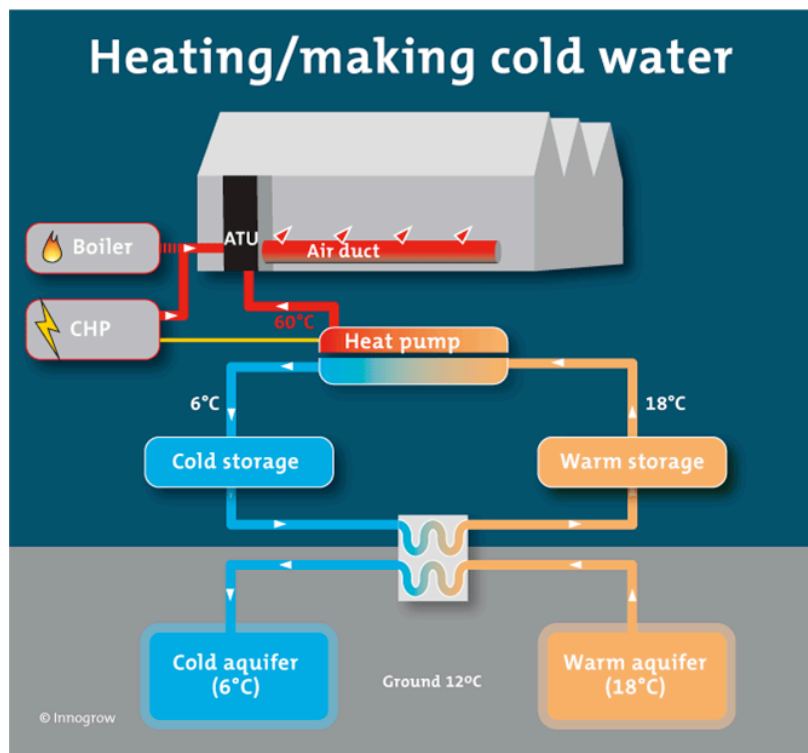 Heating/making cold water
Boiler
ATU
Air duct
CHP
60°C
Heat pump
6°C
18°C
Cold storage
Warm storage
Cold aquifer
(6°C)
Ground 12ºC
Warm aquifer
(18°C)
© Innogrow